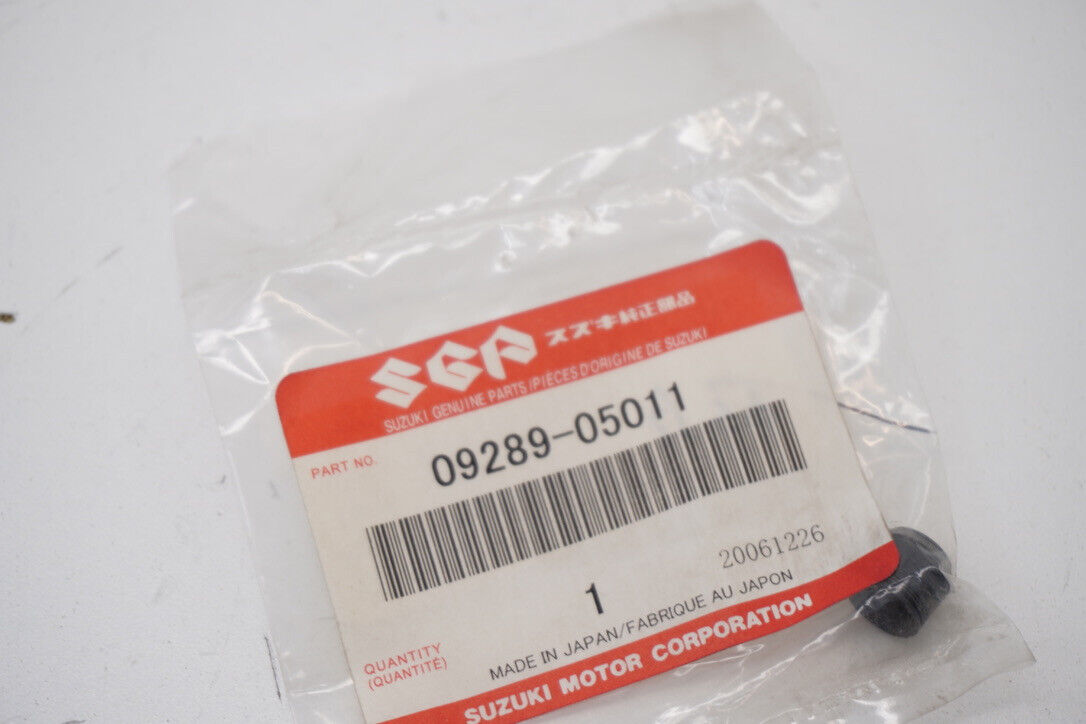 SGP スズキ純正部品
SUZUKI GENUINE PARTS/PIÈCES D'ORIGINE DE SUZUKI
PART NO. 09289-05011
20061226
1
QUANTITY
(QUANTITÉ)
MADE IN JAPAN/FABRIQUE AU JAPON
SUZUKI MOTOR CORPORATION